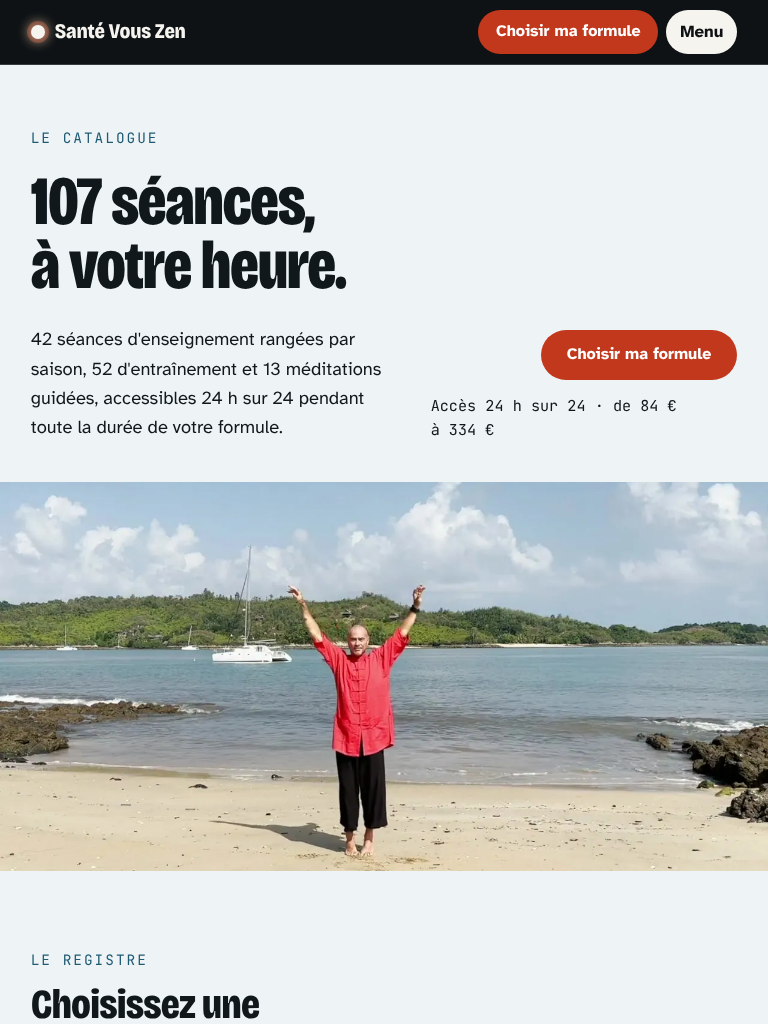 Santé Vous Zen
Choisir ma formule
Menu
LE CATALOGUE
107 séances,
à votre heure.
42 séances d'enseignement rangées par
saison, 52 d'entraînement et 13 méditations
guidées, accessibles 24 h sur 24 pendant
toute la durée de votre formule.
Choisir ma formule
Accès 24 h sur 24 · de 84 €
à 334 €
LE REGISTRE
Choisissez une